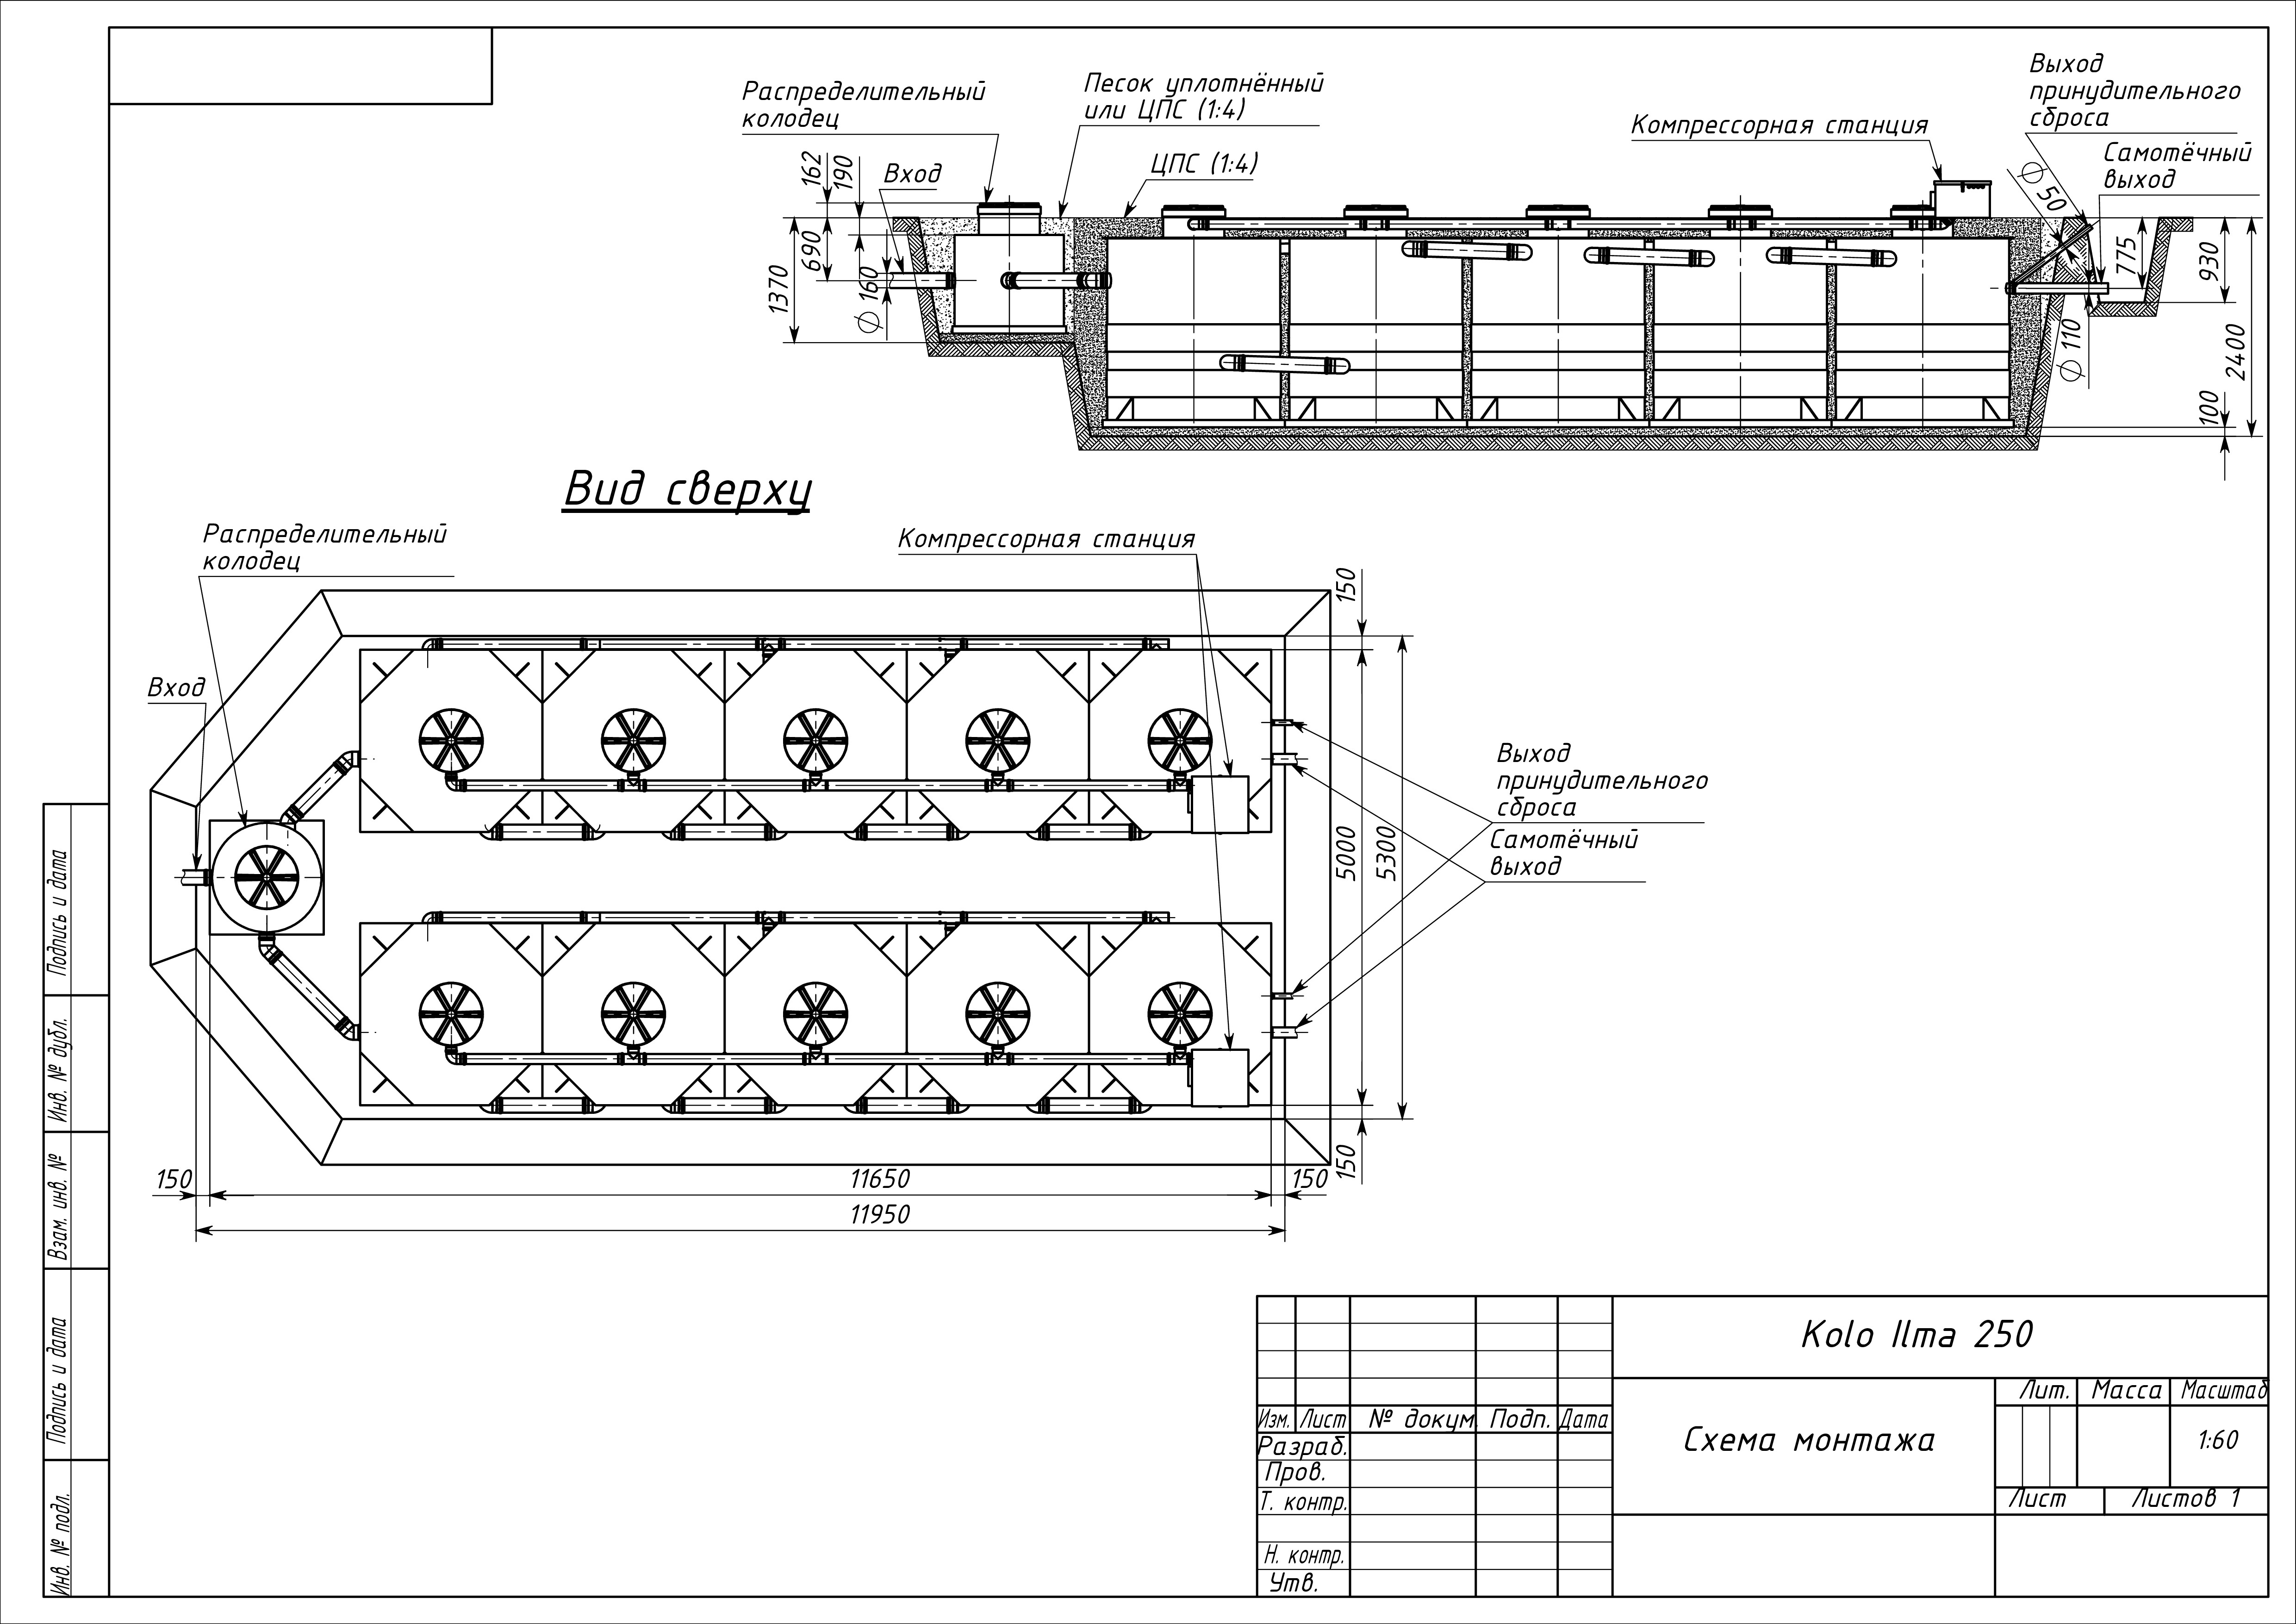 Распределительный
колодец
Песок уплотнённый
или ЦПС (1:4)
Выход
принудительного
сброса
Компрессорная станция
Самотёчный
выход
ЦПС (1:4)
Вход
162
190
690
1370
⌀ 160
⌀ 50
775
930
2400
⌀ 110
100
Вид сверху
Распределительный
колодец
Компрессорная станция
Вход
150
5000
5300
150
Выход
принудительного
сброса
Самотёчный
выход
150
11650
150
11950
Подпись и дата
Инв. № дубл.
Взам. инв. №
Подпись и дата
Инв. № подл.
Kolo Ilma 250
Лит.
Масса
Масштаб
Изм.
Лист
№ докум.
Подп.
Дата
Схема монтажа
1:60
Разраб.
Пров.
Т. контр.
Лист
Листов 1
Н. контр.
Утв.